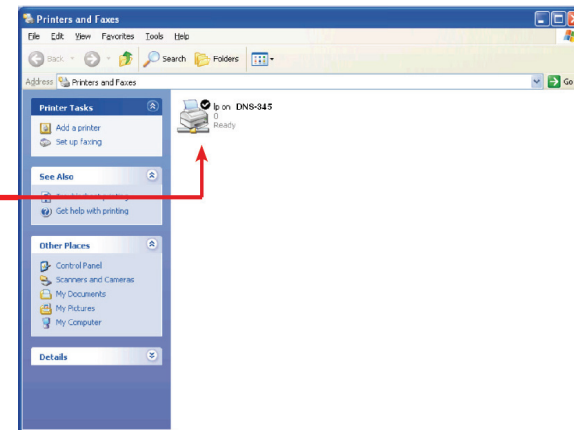 Printers and Faxes
File Edit View Favorites Tools Help
Back Search Folders
Address Printers and Faxes Go
Printer Tasks
Add a printer
Set up faxing
See Also
Get help with printing
Other Places
Control Panel
Scanners and Cameras
My Documents
My Pictures
My Computer
Details
lp on DNS-345
0
Ready